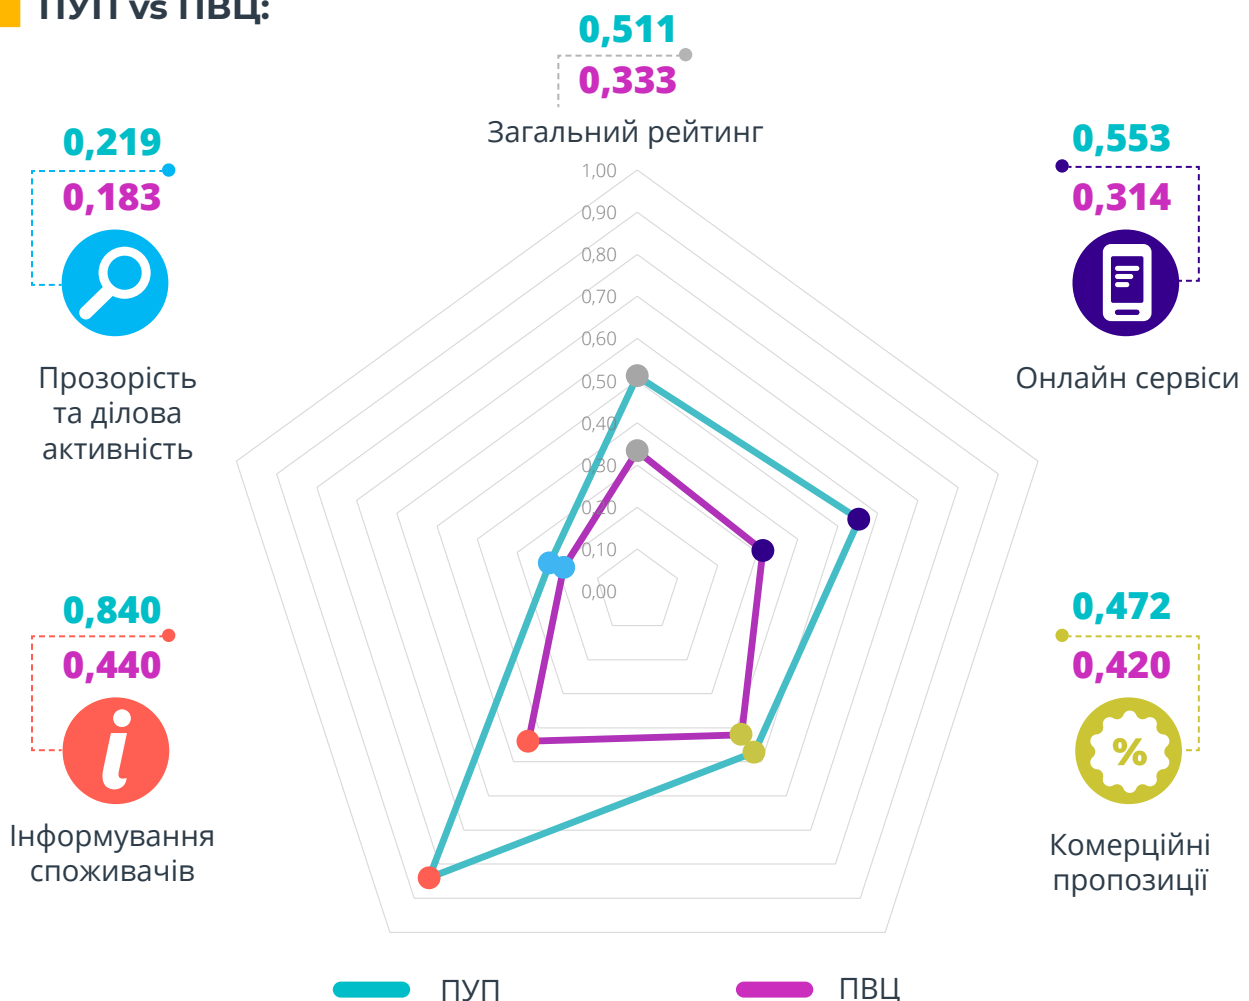 ПУП vs ПВЦ:
0,511
0,333
Загальний рейтинг
0,219
0,183
Прозорість
та ділова
активність
0,553
0,314
Онлайн сервіси
1,00
0,90
0,80
0,70
0,60
0,50
0,40
0,30
0,20
0,10
0,00
0,840
0,440
i
Інформування
споживачів
0,472
0,420
%
Комерційні
пропозиції
ПУП
ПВЦ